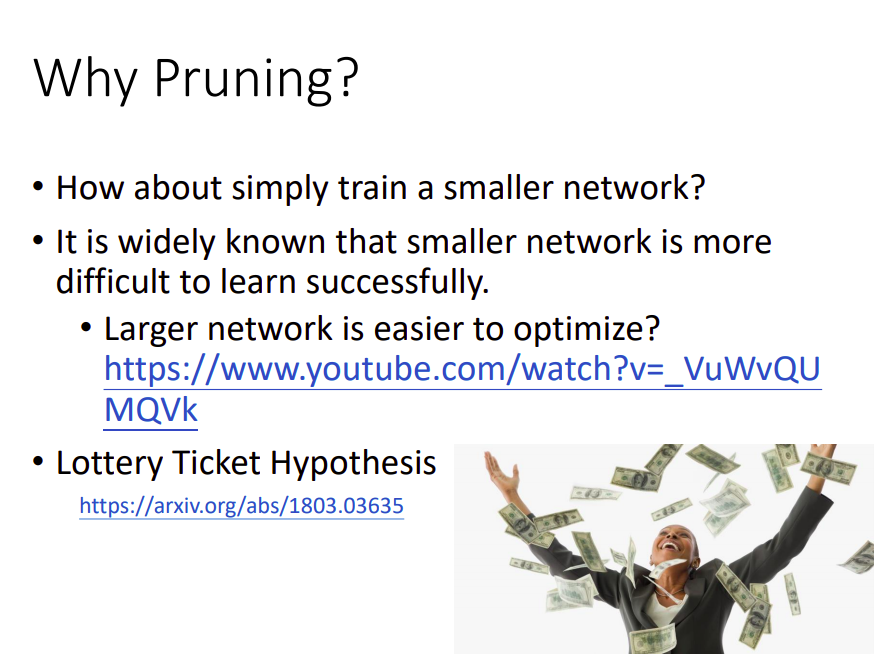 Why Pruning?
• How about simply train a smaller network?
• It is widely known that smaller network is more
difficult to learn successfully.
• Larger network is easier to optimize?
https://www.youtube.com/watch?v=_VuWvQU
MQVk
• Lottery Ticket Hypothesis
https://arxiv.org/abs/1803.03635